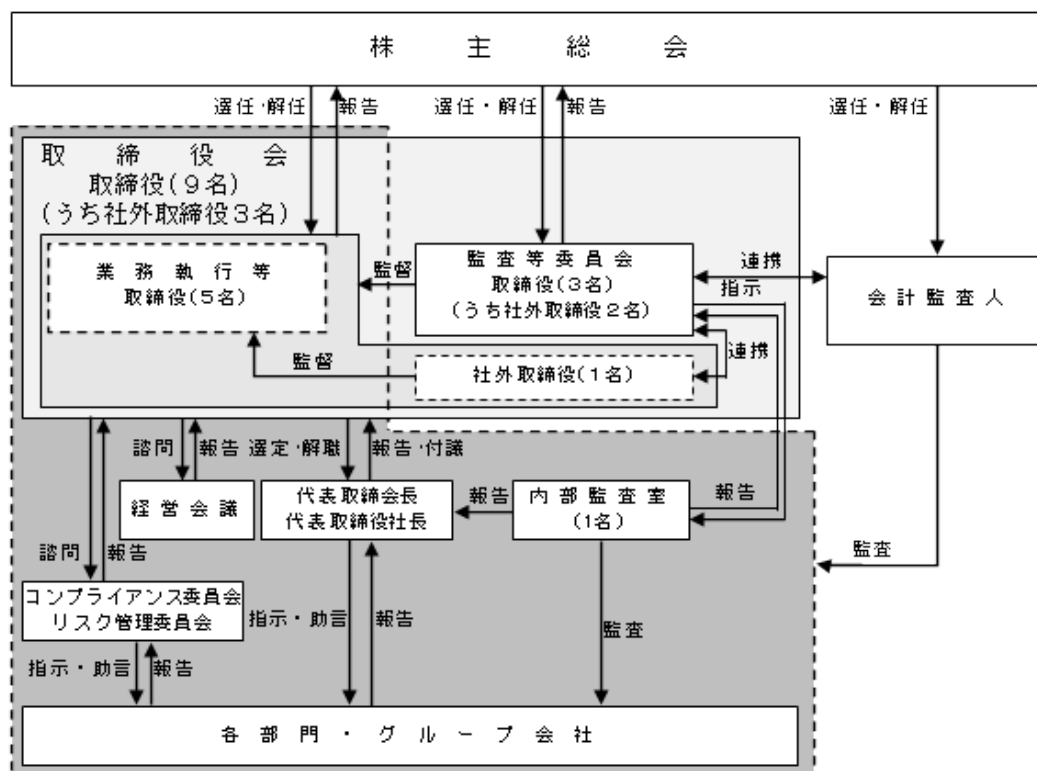 株主総会
選任・解任
報告
選任・解任
報告
選任・解任
取締役会
取締役(9名)
(うち社外取締役3名)
業務執行等
取締役(5名)
監督
監査等委員会
取締役(3名)
(うち社外取締役2名)
連携
指示
会計監査人
監督
社外取締役(1名)
連携
諮問
報告
選定・解職
報告・付議
経営会議
代表取締会長
代表取締役社長
報告
内部監査室
(1名)
報告
諮問
報告
監査
コンプライアンス委員会
リスク管理委員会
指示・助言
報告
監査
指示・助言
報告
各部門・グループ会社